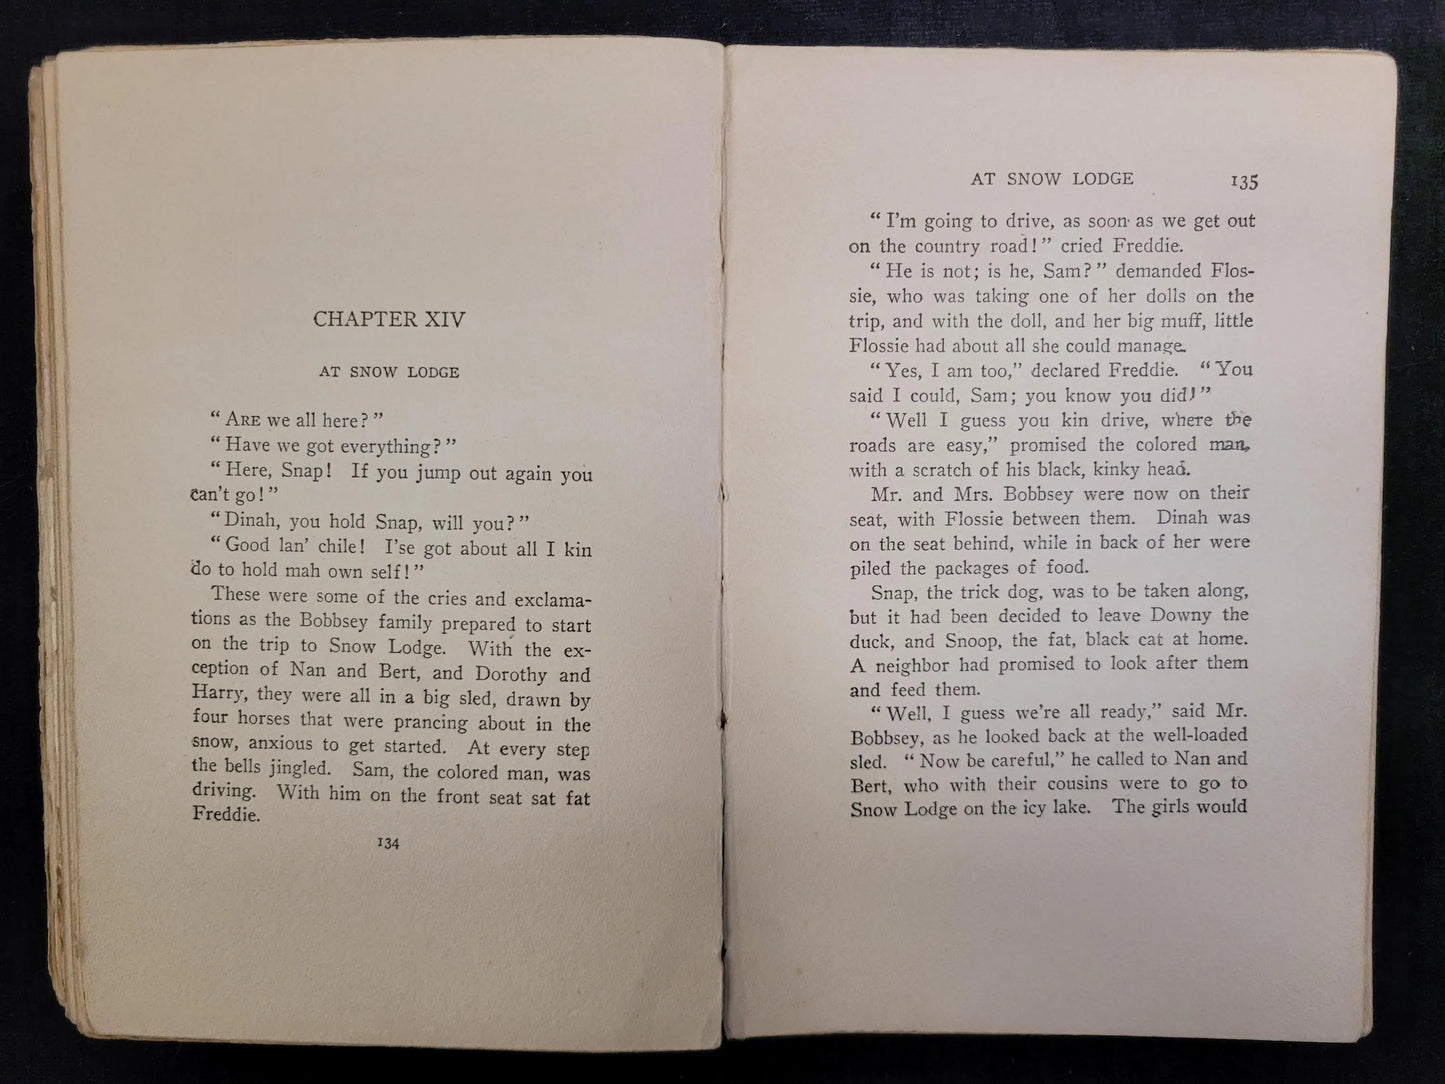 CHAPTER XIV
AT SNOW LODGE
“ ARE we all here? ”
“ Have we got everything? ”
“ Here, Snap! If you jump out again you
can't go! ”
“ Dinah, you hold Snap, will you? ”
“ Good lan’ chile! I'se got about all I kin
do to hold mah own self! ”
These were some of the cries and exclama-
tions as the Bobbsey family prepared to start
on the trip to Snow Lodge. With the ex-
ception of Nan and Bert, and Dorothy and
Harry, they were all in a big sled, drawn by
four horses that were prancing about in the
snow, anxious to get started. At every step
the bells jingled. Sam, the colored man, was
driving. With him on the front seat sat fat
Freddie.
134
AT SNOW LODGE 135
“ I'm going to drive, as soon as we get out
on the country road! ” cried Freddie.
“ He is not; is he, Sam? ” demanded Flos-
sie, who was taking one of her dolls on the
trip, and with the doll, and her big muff, little
Flossie had about all she could manage.
“ Yes, I am too,” declared Freddie. “ You
said I could, Sam; you know you did! ”
“ Well I guess you kin drive, where the
roads are easy,” promised the colored man,
with a scratch of his black, kinky head.
Mr. and Mrs. Bobbsey were now on their
seat, with Flossie between them. Dinah was
on the seat behind, while in back of her were
piled the packages of food.
Snap, the trick dog, was to be taken along,
but it had been decided to leave Downy the
duck, and Snoop, the fat, black cat at home.
A neighbor had promised to look after them
and feed them.
“ Well, I guess we're all ready,” said Mr.
Bobbsey, as he looked back at the well-loaded
sled. “ Now be careful,” he called to Nan and
Bert, who with their cousins were to go to
Snow Lodge on the icy lake. The girls would